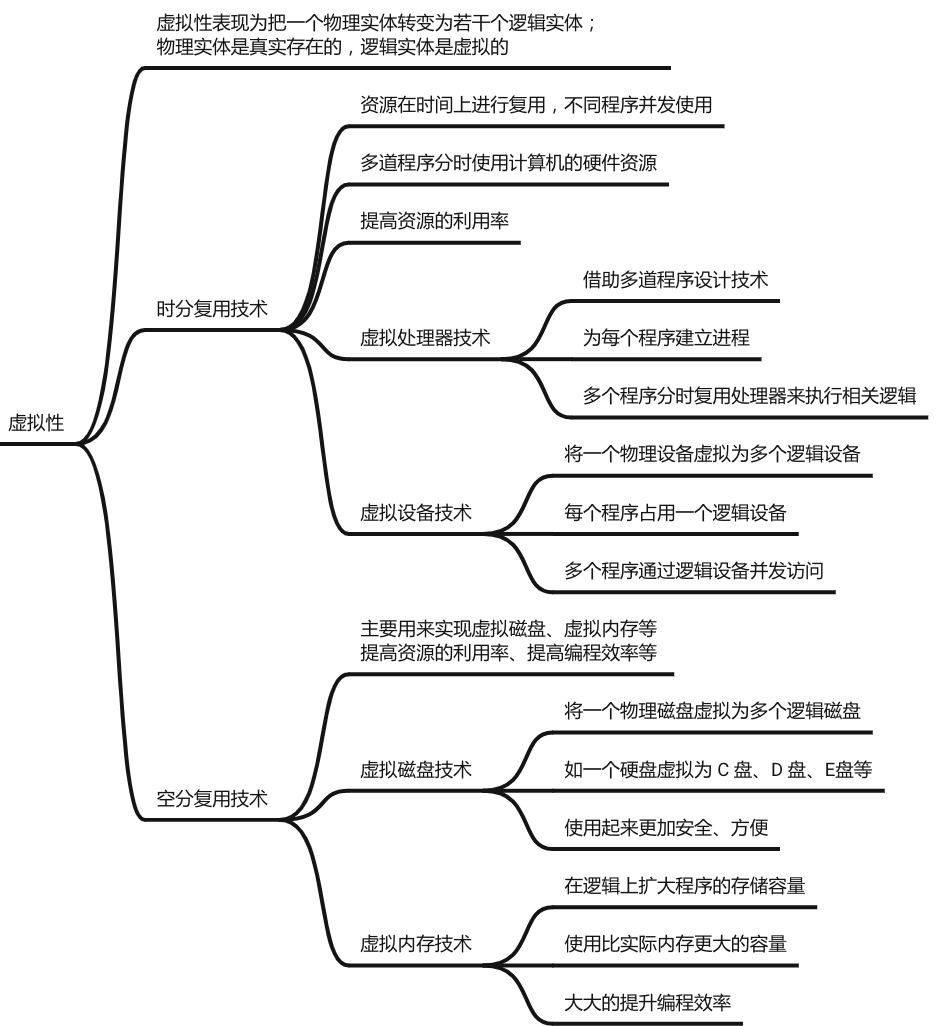 虚拟性表现为把一个物理实体转变为若干个逻辑实体；
物理实体是真实存在的，逻辑实体是虚拟的
资源在时间上进行复用，不同程序并发使用
多道程序分时使用计算机的硬件资源
提高资源的利用率
借助多道程序设计技术
时分复用技术
虚拟处理器技术
为每个程序建立进程
多个程序分时复用处理器来执行相关逻辑
虚拟性
将一个物理设备虚拟为多个逻辑设备
虚拟设备技术
每个程序占用一个逻辑设备
多个程序通过逻辑设备并发访问
主要用来实现虚拟磁盘、虚拟内存等
提高资源的利用率、提高编程效率等
将一个物理磁盘虚拟为多个逻辑磁盘
虚拟磁盘技术
如一个硬盘虚拟为 C 盘、D 盘、E盘等
空分复用技术
使用起来更加安全、方便
在逻辑上扩大程序的存储容量
虚拟内存技术
使用比实际内存更大的容量
大大的提升编程效率